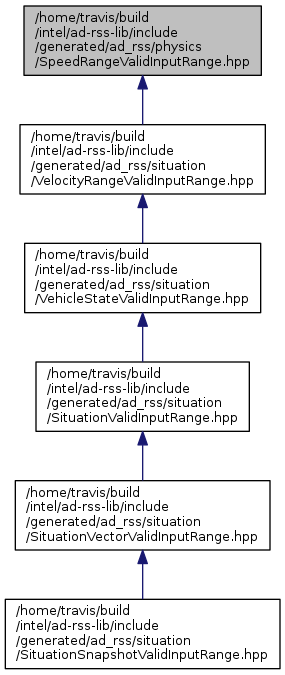 /home/travis/build
/intel/ad-rss-lib/include
/generated/ad_rss/physics
/SpeedRangeValidInputRange.hpp
/home/travis/build
/intel/ad-rss-lib/include
/generated/ad_rss/situation
/VelocityRangeValidInputRange.hpp
/home/travis/build
/intel/ad-rss-lib/include
/generated/ad_rss/situation
/VehicleStateValidInputRange.hpp
/home/travis/build
/intel/ad-rss-lib/include
/generated/ad_rss/situation
/SituationValidInputRange.hpp
/home/travis/build
/intel/ad-rss-lib/include
/generated/ad_rss/situation
/SituationVectorValidInputRange.hpp
/home/travis/build
/intel/ad-rss-lib/include
/generated/ad_rss/situation
/SituationSnapshotValidInputRange.hpp